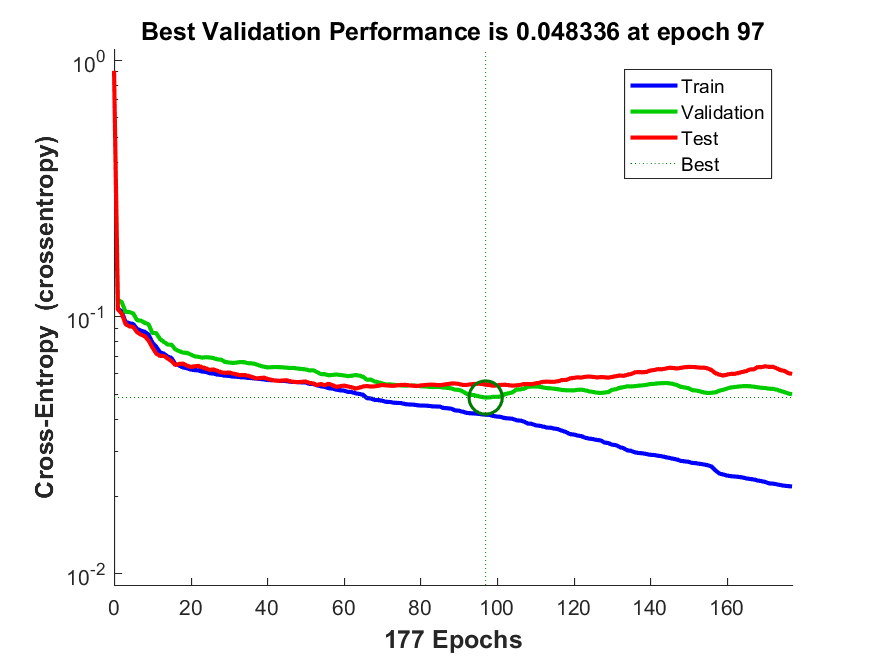 Best Validation Performance is 0.048336 at epoch 97
Cross-Entropy  (crossentropy)
10^0
10^-1
10^-2
Train
Validation
Test
Best
0 20 40 60 80 100 120 140 160
177 Epochs